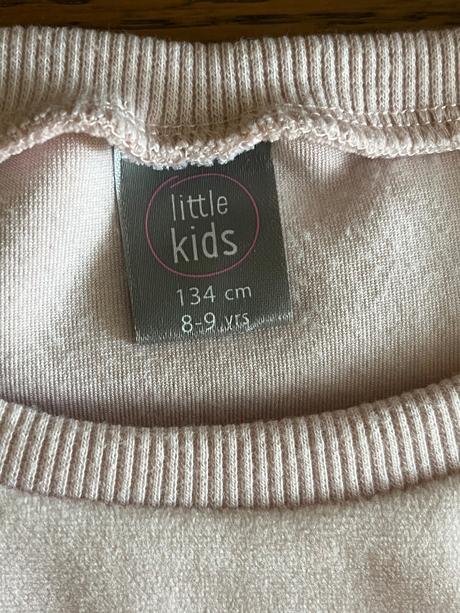 little
kids
134 cm
8-9 yrs